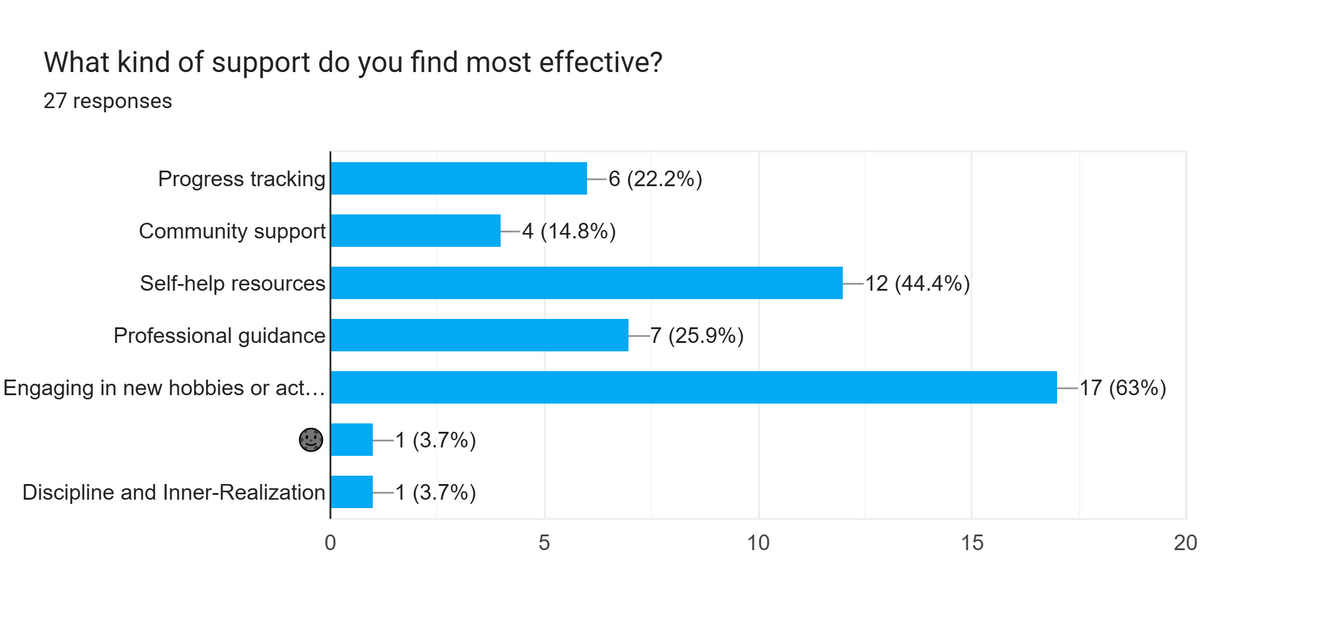 What kind of support do you find most effective?
27 responses
Progress tracking 6 (22.2%)
Community support 4 (14.8%)
Self-help resources 12 (44.4%)
Professional guidance 7 (25.9%)
Engaging in new hobbies or act… 17 (63%)
🌚 1 (3.7%)
Discipline and Inner-Realization 1 (3.7%)
0 5 10 15 20